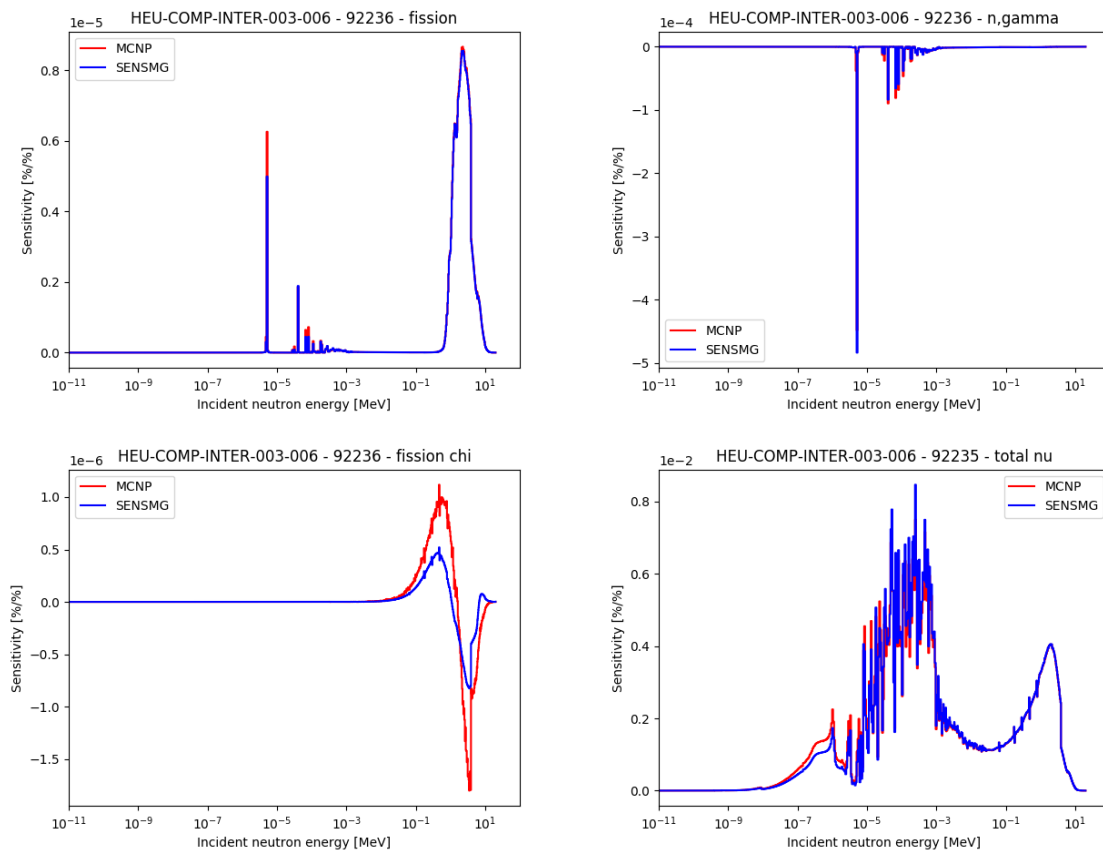 HEU-COMP-INTER-003-006 - 92236 - fission
1e-5
MCNP
SENSMG
0.8
0.6
0.4
0.2
0.0
Sensitivity [%/%]
10^-11
10^-9
10^-7
10^-5
10^-3
10^-1
10^1
Incident neutron energy [MeV]
HEU-COMP-INTER-003-006 - 92236 - n,gamma
1e-4
0
−1
−2
−3
−4
−5
Sensitivity [%/%]
MCNP
SENSMG
10^-11
10^-9
10^-7
10^-5
10^-3
10^-1
10^1
Incident neutron energy [MeV]
HEU-COMP-INTER-003-006 - 92236 - fission chi
1e-6
MCNP
SENSMG
1.0
0.5
0.0
−0.5
−1.0
−1.5
Sensitivity [%/%]
10^-11
10^-9
10^-7
10^-5
10^-3
10^-1
10^1
Incident neutron energy [MeV]
HEU-COMP-INTER-003-006 - 92235 - total nu
1e-2
MCNP
SENSMG
0.8
0.6
0.4
0.2
0.0
Sensitivity [%/%]
10^-11
10^-9
10^-7
10^-5
10^-3
10^-1
10^1
Incident neutron energy [MeV]